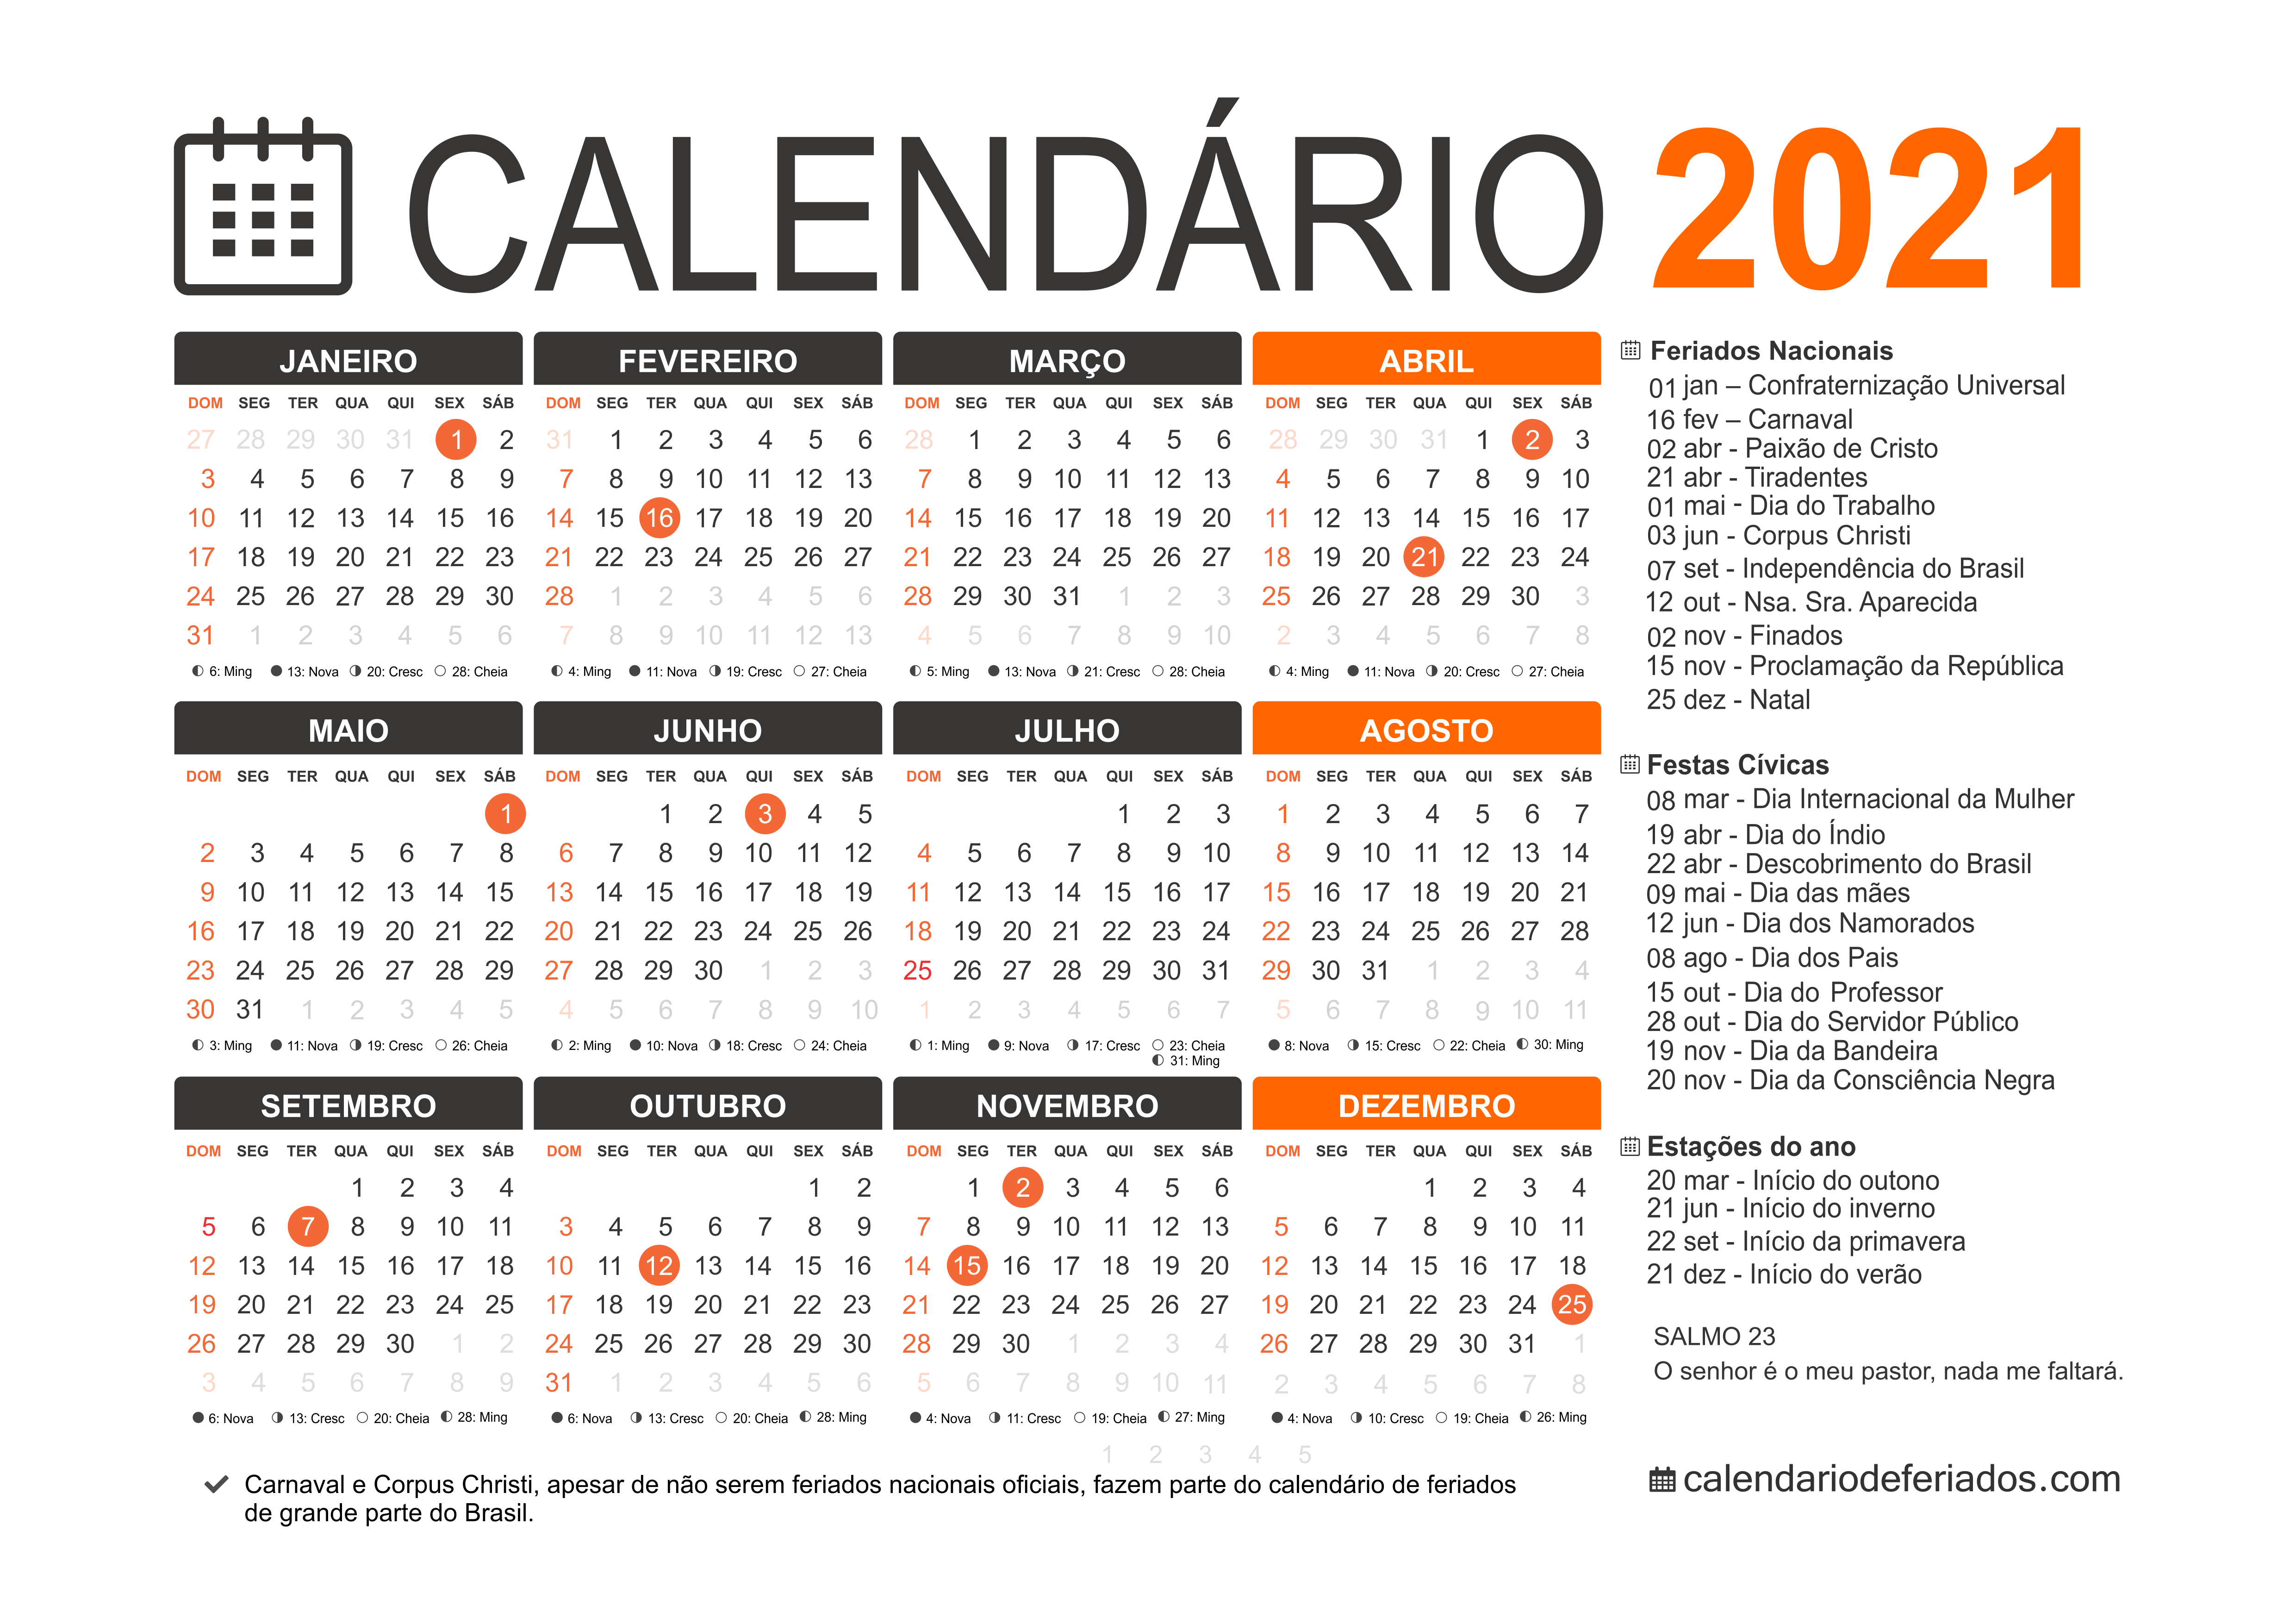 CALENDÁRIO 2021
JANEIRO
DOM SEG TER QUA QUI SEX SÁB
27 28 29 30 31 1 2
3 4 5 6 7 8 9
10 11 12 13 14 15 16
17 18 19 20 21 22 23
24 25 26 27 28 29 30
31 1 2 3 4 5 6
6: Ming 13: Nova 20: Cresc 28: Cheia
FEVEREIRO
DOM SEG TER QUA QUI SEX SÁB
31 1 2 3 4 5 6
7 8 9 10 11 12 13
14 15 16 17 18 19 20
21 22 23 24 25 26 27
28 1 2 3 4 5 6
7 8 9 10 11 12 13
4: Ming 11: Nova 19: Cresc 27: Cheia
MARÇO
DOM SEG TER QUA QUI SEX SÁB
28 1 2 3 4 5 6
7 8 9 10 11 12 13
14 15 16 17 18 19 20
21 22 23 24 25 26 27
28 29 30 31 1 2 3
4 5 6 7 8 9 10
5: Ming 13: Nova 21: Cresc 28: Cheia
ABRIL
DOM SEG TER QUA QUI SEX SÁB
28 29 30 31 1 2 3
4 5 6 7 8 9 10
11 12 13 14 15 16 17
18 19 20 21 22 23 24
25 26 27 28 29 30 3
2 3 4 5 6 7 8
4: Ming 11: Nova 20: Cresc 27: Cheia
MAIO
DOM SEG TER QUA QUI SEX SÁB
1
2 3 4 5 6 7 8
9 10 11 12 13 14 15
16 17 18 19 20 21 22
23 24 25 26 27 28 29
30 31 1 2 3 4 5
3: Ming 11: Nova 19: Cresc 26: Cheia
JUNHO
DOM SEG TER QUA QUI SEX SÁB
1 2 3 4 5
6 7 8 9 10 11 12
13 14 15 16 17 18 19
20 21 22 23 24 25 26
27 28 29 30 1 2 3
4 5 6 7 8 9 10
2: Ming 10: Nova 18: Cresc 24: Cheia
JULHO
DOM SEG TER QUA QUI SEX SÁB
1 2 3
4 5 6 7 8 9 10
11 12 13 14 15 16 17
18 19 20 21 22 23 24
25 26 27 28 29 30 31
1 2 3 4 5 6 7
1: Ming 9: Nova 17: Cresc 23: Cheia
31: Ming
AGOSTO
DOM SEG TER QUA QUI SEX SÁB
1 2 3 4 5 6 7
8 9 10 11 12 13 14
15 16 17 18 19 20 21
22 23 24 25 26 27 28
29 30 31 1 2 3 4
5 6 7 8 9 10 11
8: Nova 15: Cresc 22: Cheia 30: Ming
SETEMBRO
DOM SEG TER QUA QUI SEX SÁB
1 2 3 4
5 6 7 8 9 10 11
12 13 14 15 16 17 18
19 20 21 22 23 24 25
26 27 28 29 30 1 2
3 4 5 6 7 8 9
6: Nova 13: Cresc 20: Cheia 28: Ming
OUTUBRO
DOM SEG TER QUA QUI SEX SÁB
1 2
3 4 5 6 7 8 9
10 11 12 13 14 15 16
17 18 19 20 21 22 23
24 25 26 27 28 29 30
31 1 2 3 4 5 6
6: Nova 13: Cresc 20: Cheia 28: Ming
NOVEMBRO
DOM SEG TER QUA QUI SEX SÁB
1 2 3 4 5 6
7 8 9 10 11 12 13
14 15 16 17 18 19 20
21 22 23 24 25 26 27
28 29 30 1 2 3 4
5 6 7 8 9 10 11
4: Nova 11: Cresc 19: Cheia 27: Ming
DEZEMBRO
DOM SEG TER QUA QUI SEX SÁB
1 2 3 4
5 6 7 8 9 10 11
12 13 14 15 16 17 18
19 20 21 22 23 24 25
26 27 28 29 30 31 1
2 3 4 5 6 7 8
4: Nova 10: Cresc 19: Cheia 26: Ming
1 2 3 4 5
Carnaval e Corpus Christi, apesar de não serem feriados nacionais oficiais, fazem parte do calendário de feriados
de grande parte do Brasil.
Feriados Nacionais
01 jan – Confraternização Universal
16 fev – Carnaval
02 abr - Paixão de Cristo
21 abr - Tiradentes
01 mai - Dia do Trabalho
03 jun - Corpus Christi
07 set - Independência do Brasil
12 out - Nsa. Sra. Aparecida
02 nov - Finados
15 nov - Proclamação da República
25 dez - Natal
Festas Cívicas
08 mar - Dia Internacional da Mulher
19 abr - Dia do Índio
22 abr - Descobrimento do Brasil
09 mai - Dia das mães
12 jun - Dia dos Namorados
08 ago - Dia dos Pais
15 out - Dia do Professor
28 out - Dia do Servidor Público
19 nov - Dia da Bandeira
20 nov - Dia da Consciência Negra
Estações do ano
20 mar - Início do outono
21 jun - Início do inverno
22 set - Início da primavera
21 dez - Início do verão
SALMO 23
O senhor é o meu pastor, nada me faltará.
calendariodeferiados.com